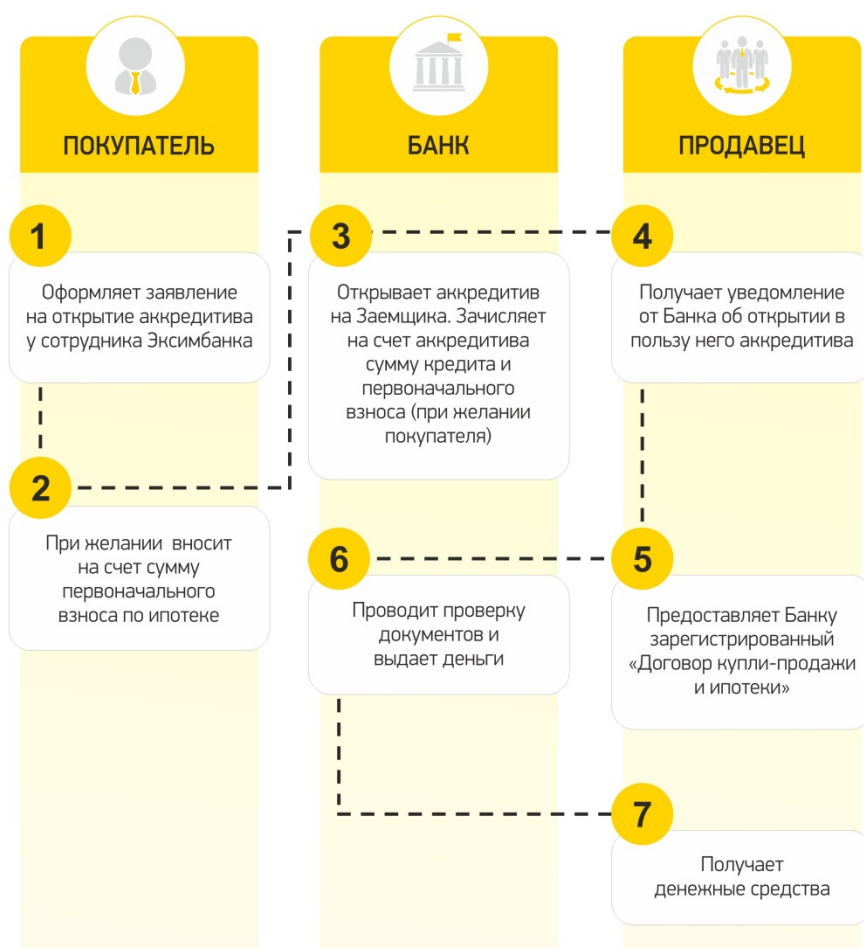 ПОКУПАТЕЛЬ
БАНК
ПРОДАВЕЦ
1
Оформляет заявление
на открытие аккредитива
у сотрудника Эксимбанка
2
При желании вносит
на счет сумму
первоначального
взноса по ипотеке
3
Открывает аккредитив
на Заемщика. Зачисляет
на счет аккредитива
сумму кредита и
первоначального
взноса (при желании
покупателя)
4
Получает уведомление
от Банка об открытии в
пользу него аккредитива
5
Предоставляет Банку
зарегистрированный
«Договор купли-продажи
и ипотеки»
6
Проводит проверку
документов и
выдает деньги
7
Получает
денежные средства